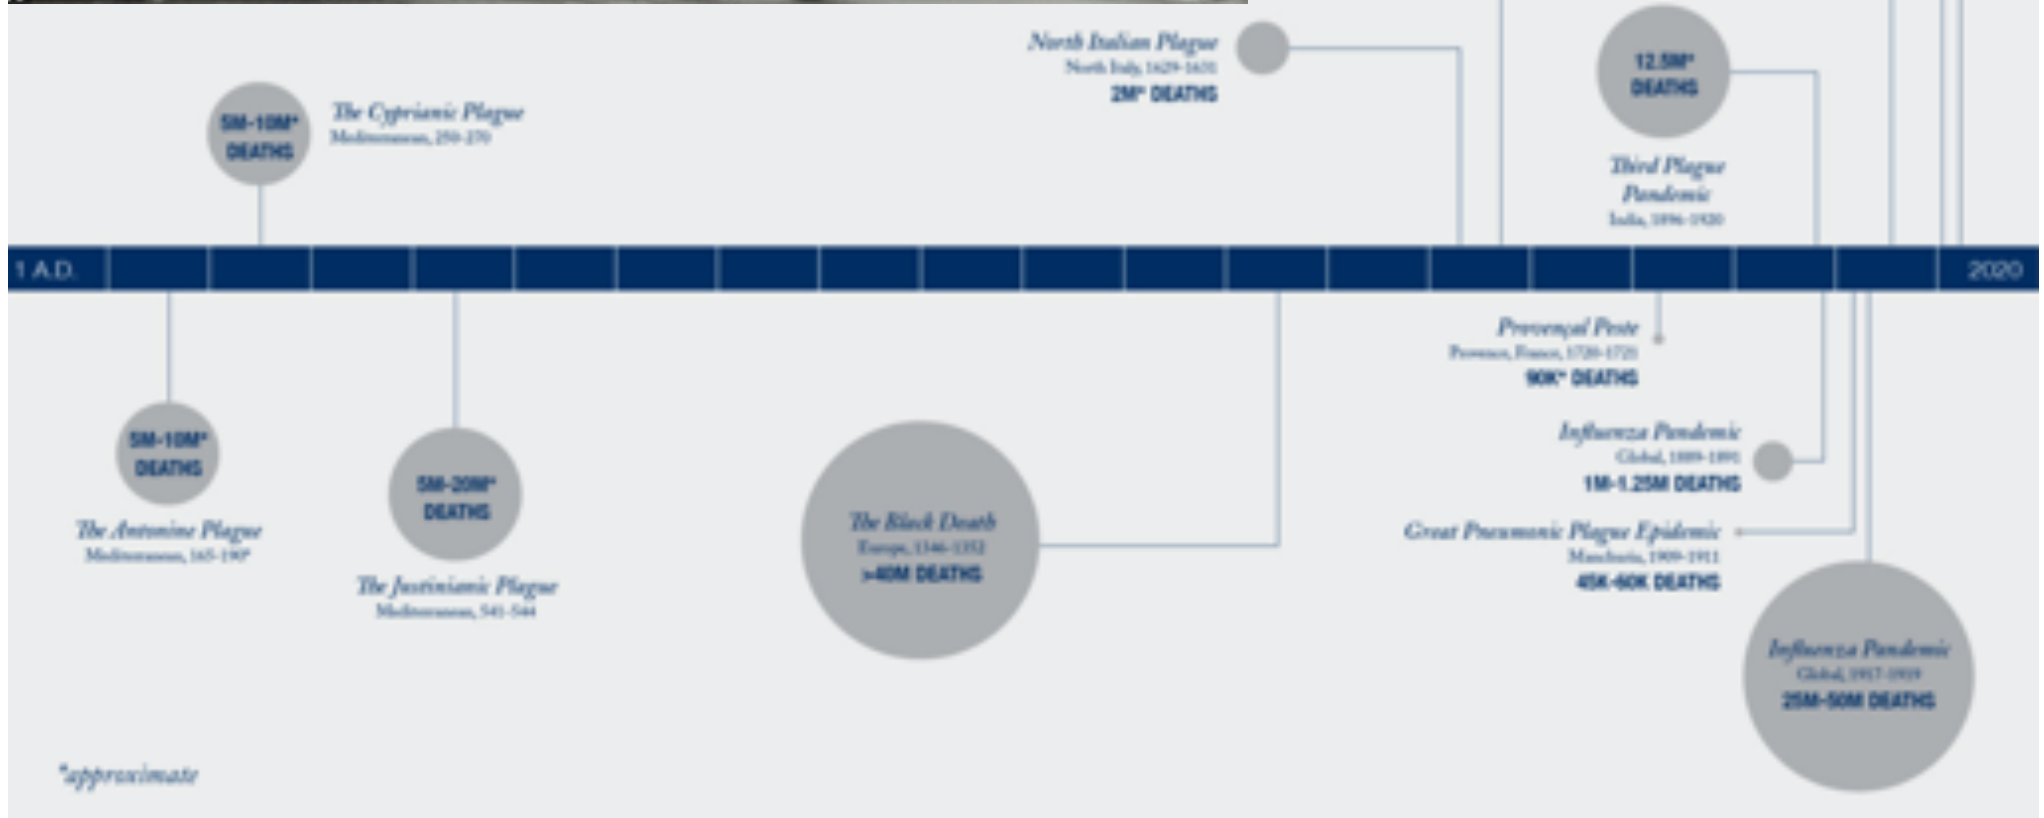 North Italian Plague
North Italy, 1629-1631
2M* DEATHS
12.5M*
DEATHS
Third Plague
Pandemic
India, 1896-1920
5M-10M*
DEATHS
The Cyprianic Plague
Mediterranean, 250-270
1 A.D.
2020
5M-10M*
DEATHS
The Antonine Plague
Mediterranean, 165-190*
5M-20M*
DEATHS
The Justinianic Plague
Mediterranean, 541-544
The Black Death
Europe, 1346-1352
>40M DEATHS
Provençal Peste
Provence, France, 1720-1721
90K* DEATHS
Influenza Pandemic
Global, 1889-1891
1M-1.25M DEATHS
Great Pneumonic Plague Epidemic
Manchuria, 1909-1911
45K-60K DEATHS
Influenza Pandemic
Global, 1917-1919
25M-50M DEATHS
*approximate